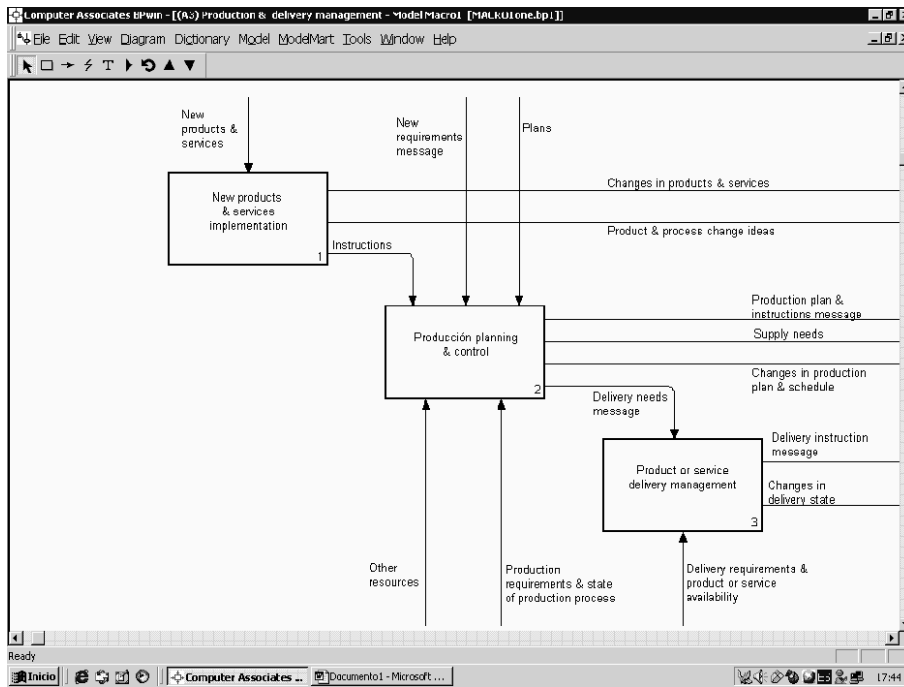 Computer Associates BPwin - [(A3) Production & delivery management - Model Macro1 [MACRO1one.bp1]]
File Edit View Diagram Dictionary Model ModelMart Tools Window Help
New
products &
services
New
requirements
message
Plans
New products
& services
implementation
1
Changes in products & services
Product & process change ideas
Instructions
Producción planning
& control
2
Production plan &
instructions message
Supply needs
Changes in production
plan & schedule
Delivery needs
message
Product or service
delivery management
3
Delivery instruction
message
Changes in
delivery state
Other
resources
Production
requirements & state
of production process
Delivery requirements &
product or service
availability
Ready
Inicio
Computer Associates ...
Documento1 - Microsoft ...
ES
17:44